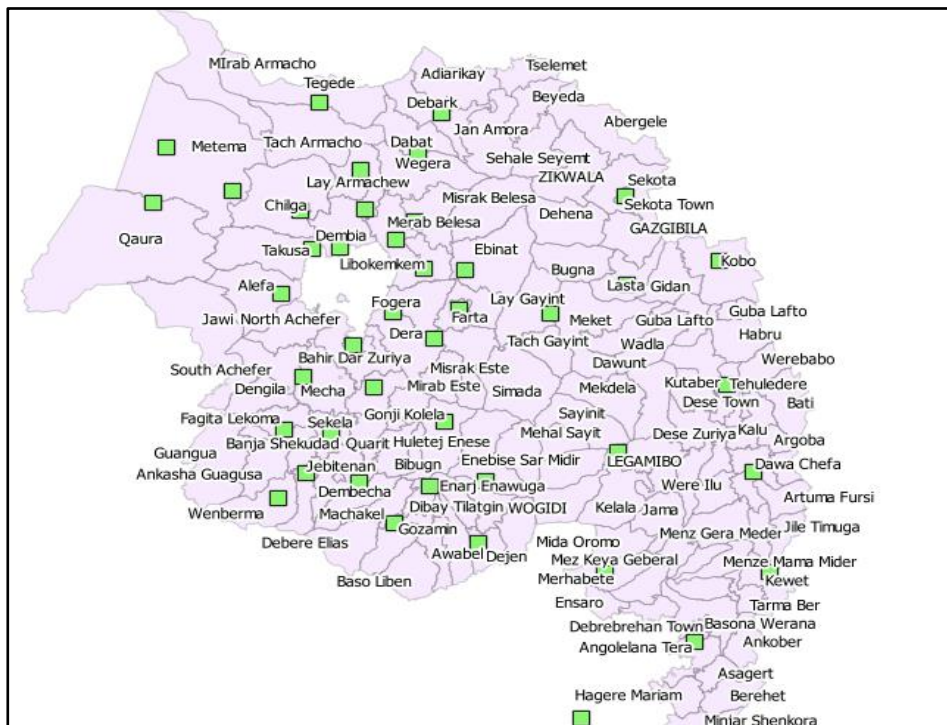 MIrab Armacho
Tselemet
Adiarikay
Tegede
Beyeda
Debark
Abergele
Jan Amora
Dabat
Tach Armacho
Metema
Wegera
Sehale Seyemt
ZIKWALA
Lay Armachew
Sekota
Misrak Belesa
Sekota Town
Chilga
Dehena
Merab Belesa
GAZGIBILA
Dembia
Qaura
Takusa
Ebinat
Libokemkem
Kobo
Bugna
Alefa
Lasta Gidan
Fogera
Lay Gayint
Guba Lafto
Farta
Jawi North Achefer
Meket
Guba Lafto
Dera
Habru
Tach Gayint
Wadla
Bahir Dar Zuriya
Werebabo
Dawunt
South Achefer
Misrak Este
Kutaber
Tehuledere
Dengila
Mecha
Mirab Este
Simada
Mekdela
Dese Town
Bati
Sayinit
Gonji Kolela
Fagita Lekoma
Sekela
Kalu
Mehal Sayit
Dese Zuriya
Argoba
Banja Shekudad
Quarit
Huletej Enese
Guangua
Enebise Sar Midir
LEGAMIBO
Dawa Chefa
Jebitenan
Bibugn
Ankasha Guagusa
Were Ilu
Enarj Enawuga
Dembecha
Artuma Fursi
Wenberma
Dibay Tilatgin
WOGIDI
Kelala
Jama
Machakel
Jile Timuga
Gozamin
Menz Gera Meder
Debere Elias
Mida Oromo
Awabel
Dejen
Mez Keya Geberal
Menze Mama Mider
Baso Liben
Merhabete
Kewet
Ensaro
Tarma Ber
Debrebrehan Town
Basona Werana
Angolelana Tera
Ankober
Asagert
Hagere Mariam
Berehet
Minjar Shenkora